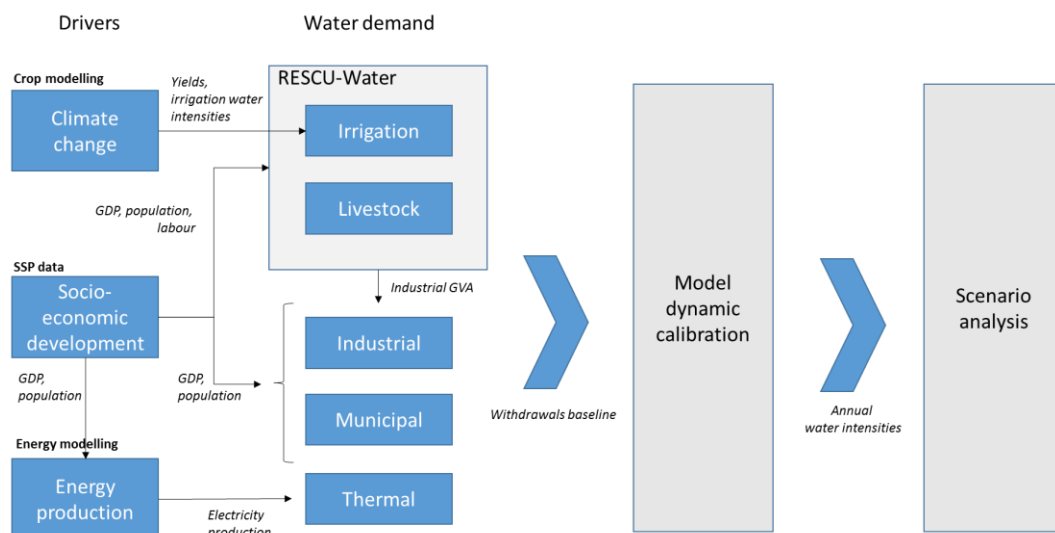 Drivers
Water demand
Crop modelling
Climate
change
Yields,
irrigation water
intensities
RESCU-Water
Irrigation
Livestock
GDP, population,
labour
SSP data
Socio-
economic
development
Industrial GVA
GDP,
population
GDP,
population
Industrial
Municipal
Energy modelling
Energy
production
Electricity
production
Thermal
Withdrawals baseline
Model
dynamic
calibration
Annual
water intensities
Scenario
analysis